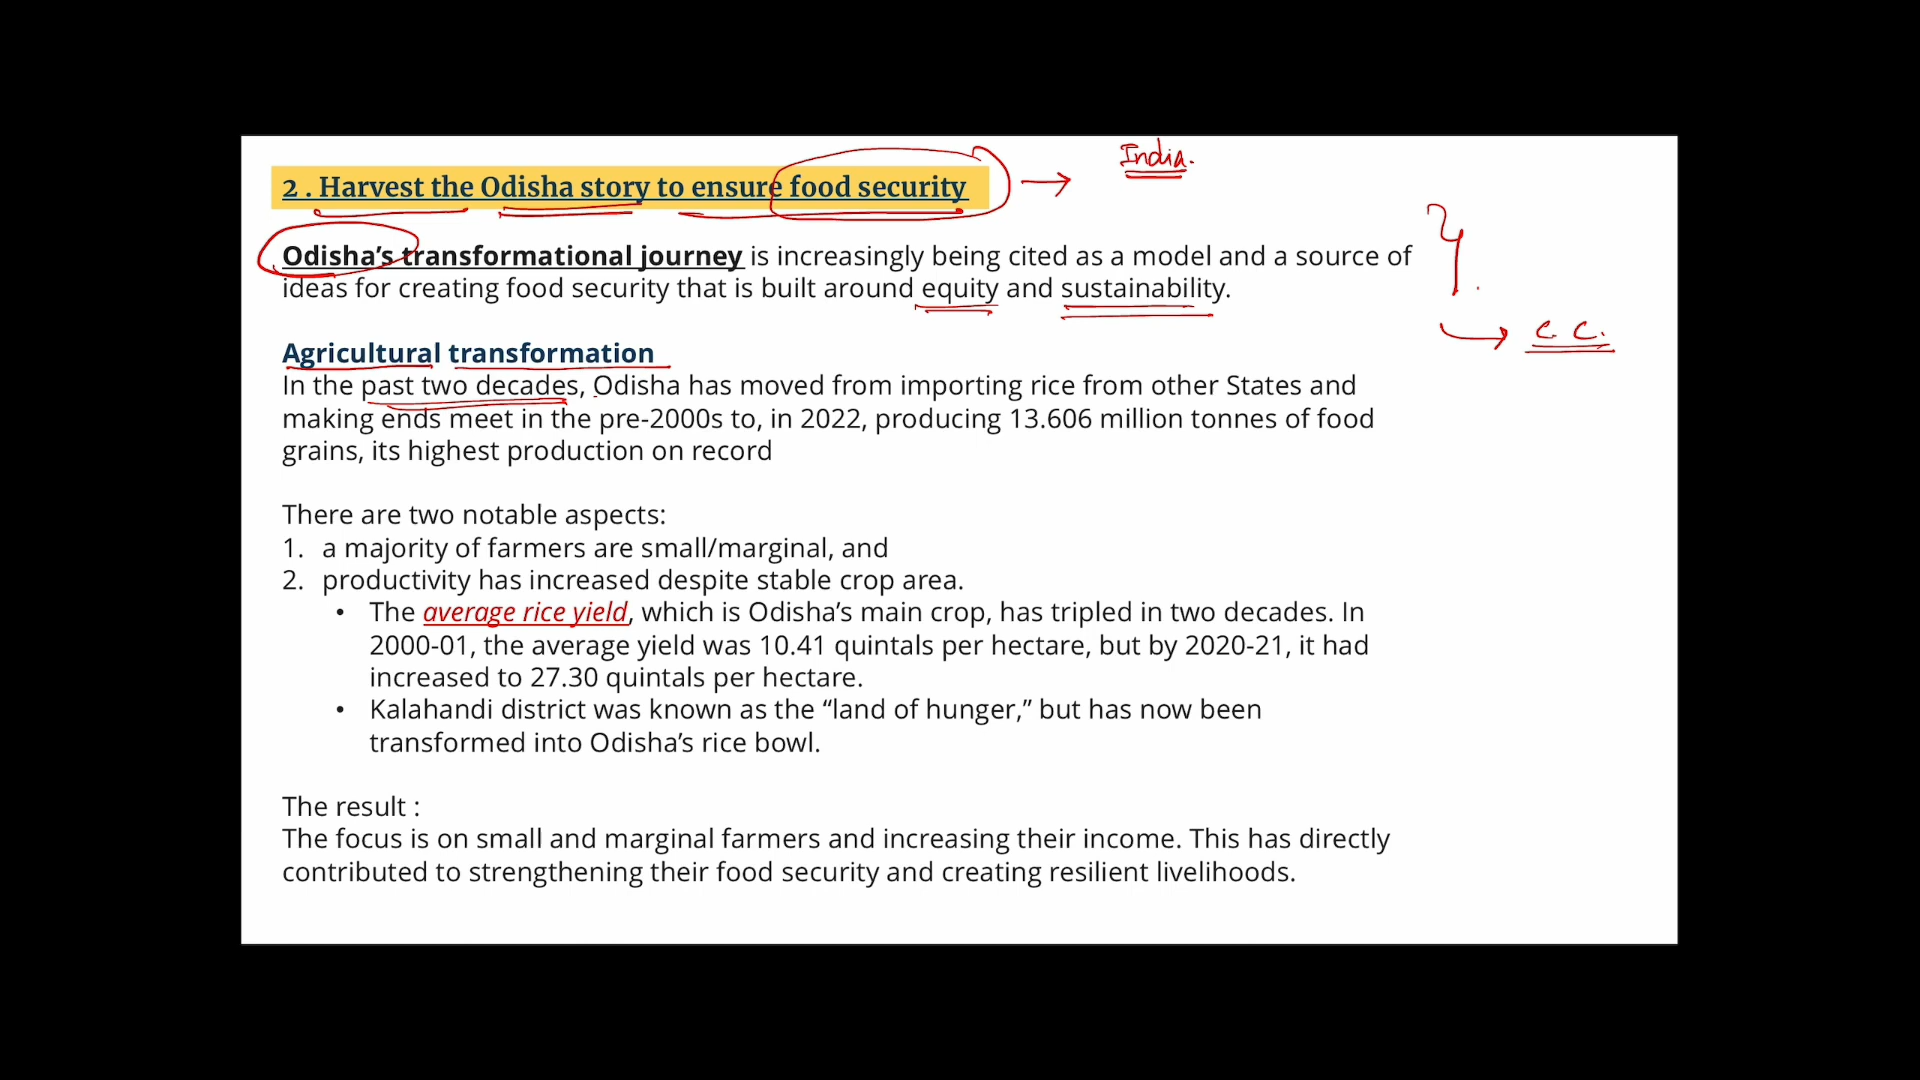 India.
2 . Harvest the Odisha story to ensure food security
Odisha’s transformational journey is increasingly being cited as a model and a source of
ideas for creating food security that is built around equity and sustainability.
C. C.
Agricultural transformation
In the past two decades, Odisha has moved from importing rice from other States and
making ends meet in the pre-2000s to, in 2022, producing 13.606 million tonnes of food
grains, its highest production on record
There are two notable aspects:
1. a majority of farmers are small/marginal, and
2. productivity has increased despite stable crop area.
• The average rice yield, which is Odisha’s main crop, has tripled in two decades. In
2000-01, the average yield was 10.41 quintals per hectare, but by 2020-21, it had
increased to 27.30 quintals per hectare.
• Kalahandi district was known as the “land of hunger,” but has now been
transformed into Odisha’s rice bowl.
The result :
The focus is on small and marginal farmers and increasing their income. This has directly
contributed to strengthening their food security and creating resilient livelihoods.